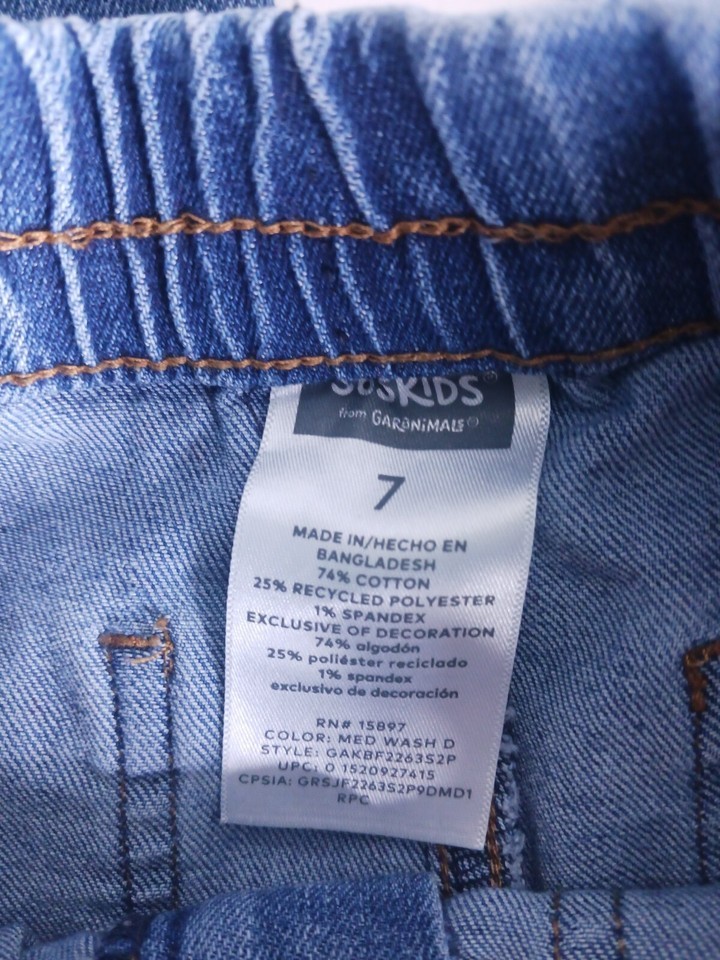 365KIDS
from GARANiMALS®
7
MADE IN/HECHO EN
BANGLADESH
74% COTTON
25% RECYCLED POLYESTER
1% SPANDEX
EXCLUSIVE OF DECORATION
74% algodón
25% poliéster reciclado
1% spandex
exclusivo de decoración
RN# 15897
COLOR: MED WASH D
STYLE: GAKBF2263S2P
UPC: 0 1520927415
CPSIA: GRSJF2263S2P9DMD1
RPC